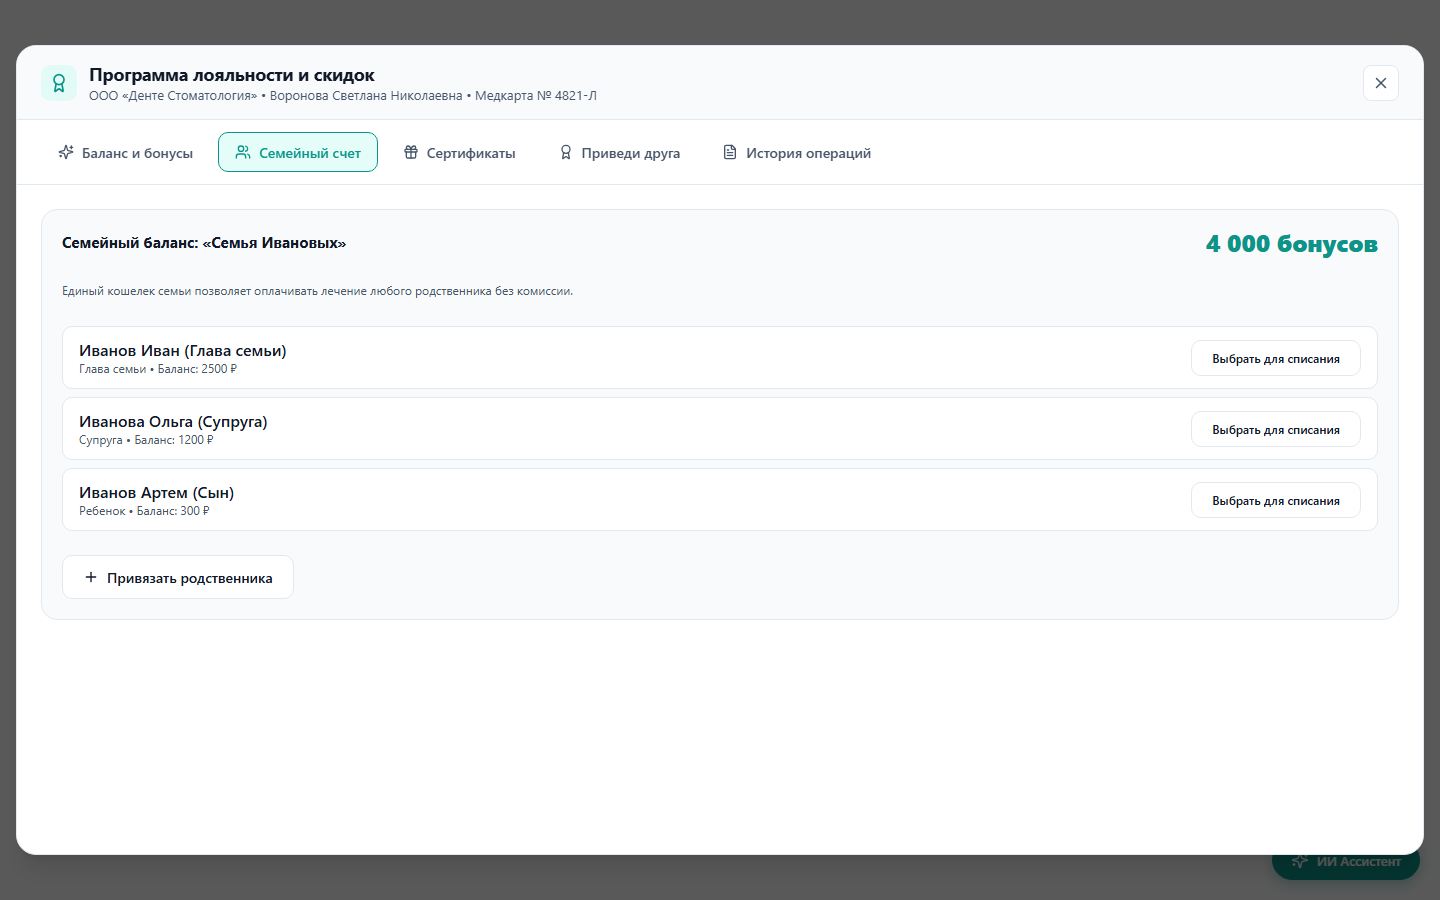 Программа лояльности и скидок
ООО «Денте Стоматология» • Воронова Светлана Николаевна • Медкарта № 4821-Л
Баланс и бонусы
Семейный счет
Сертификаты
Приведи друга
История операций
Семейный баланс: «Семья Ивановых»
4 000 бонусов
Единый кошелек семьи позволяет оплачивать лечение любого родственника без комиссии.
Иванов Иван (Глава семьи)
Глава семьи • Баланс: 2500 ₽
Выбрать для списания
Иванова Ольга (Супруга)
Супруга • Баланс: 1200 ₽
Выбрать для списания
Иванов Артем (Сын)
Ребенок • Баланс: 300 ₽
Выбрать для списания
Привязать родственника
ИИ Ассистент